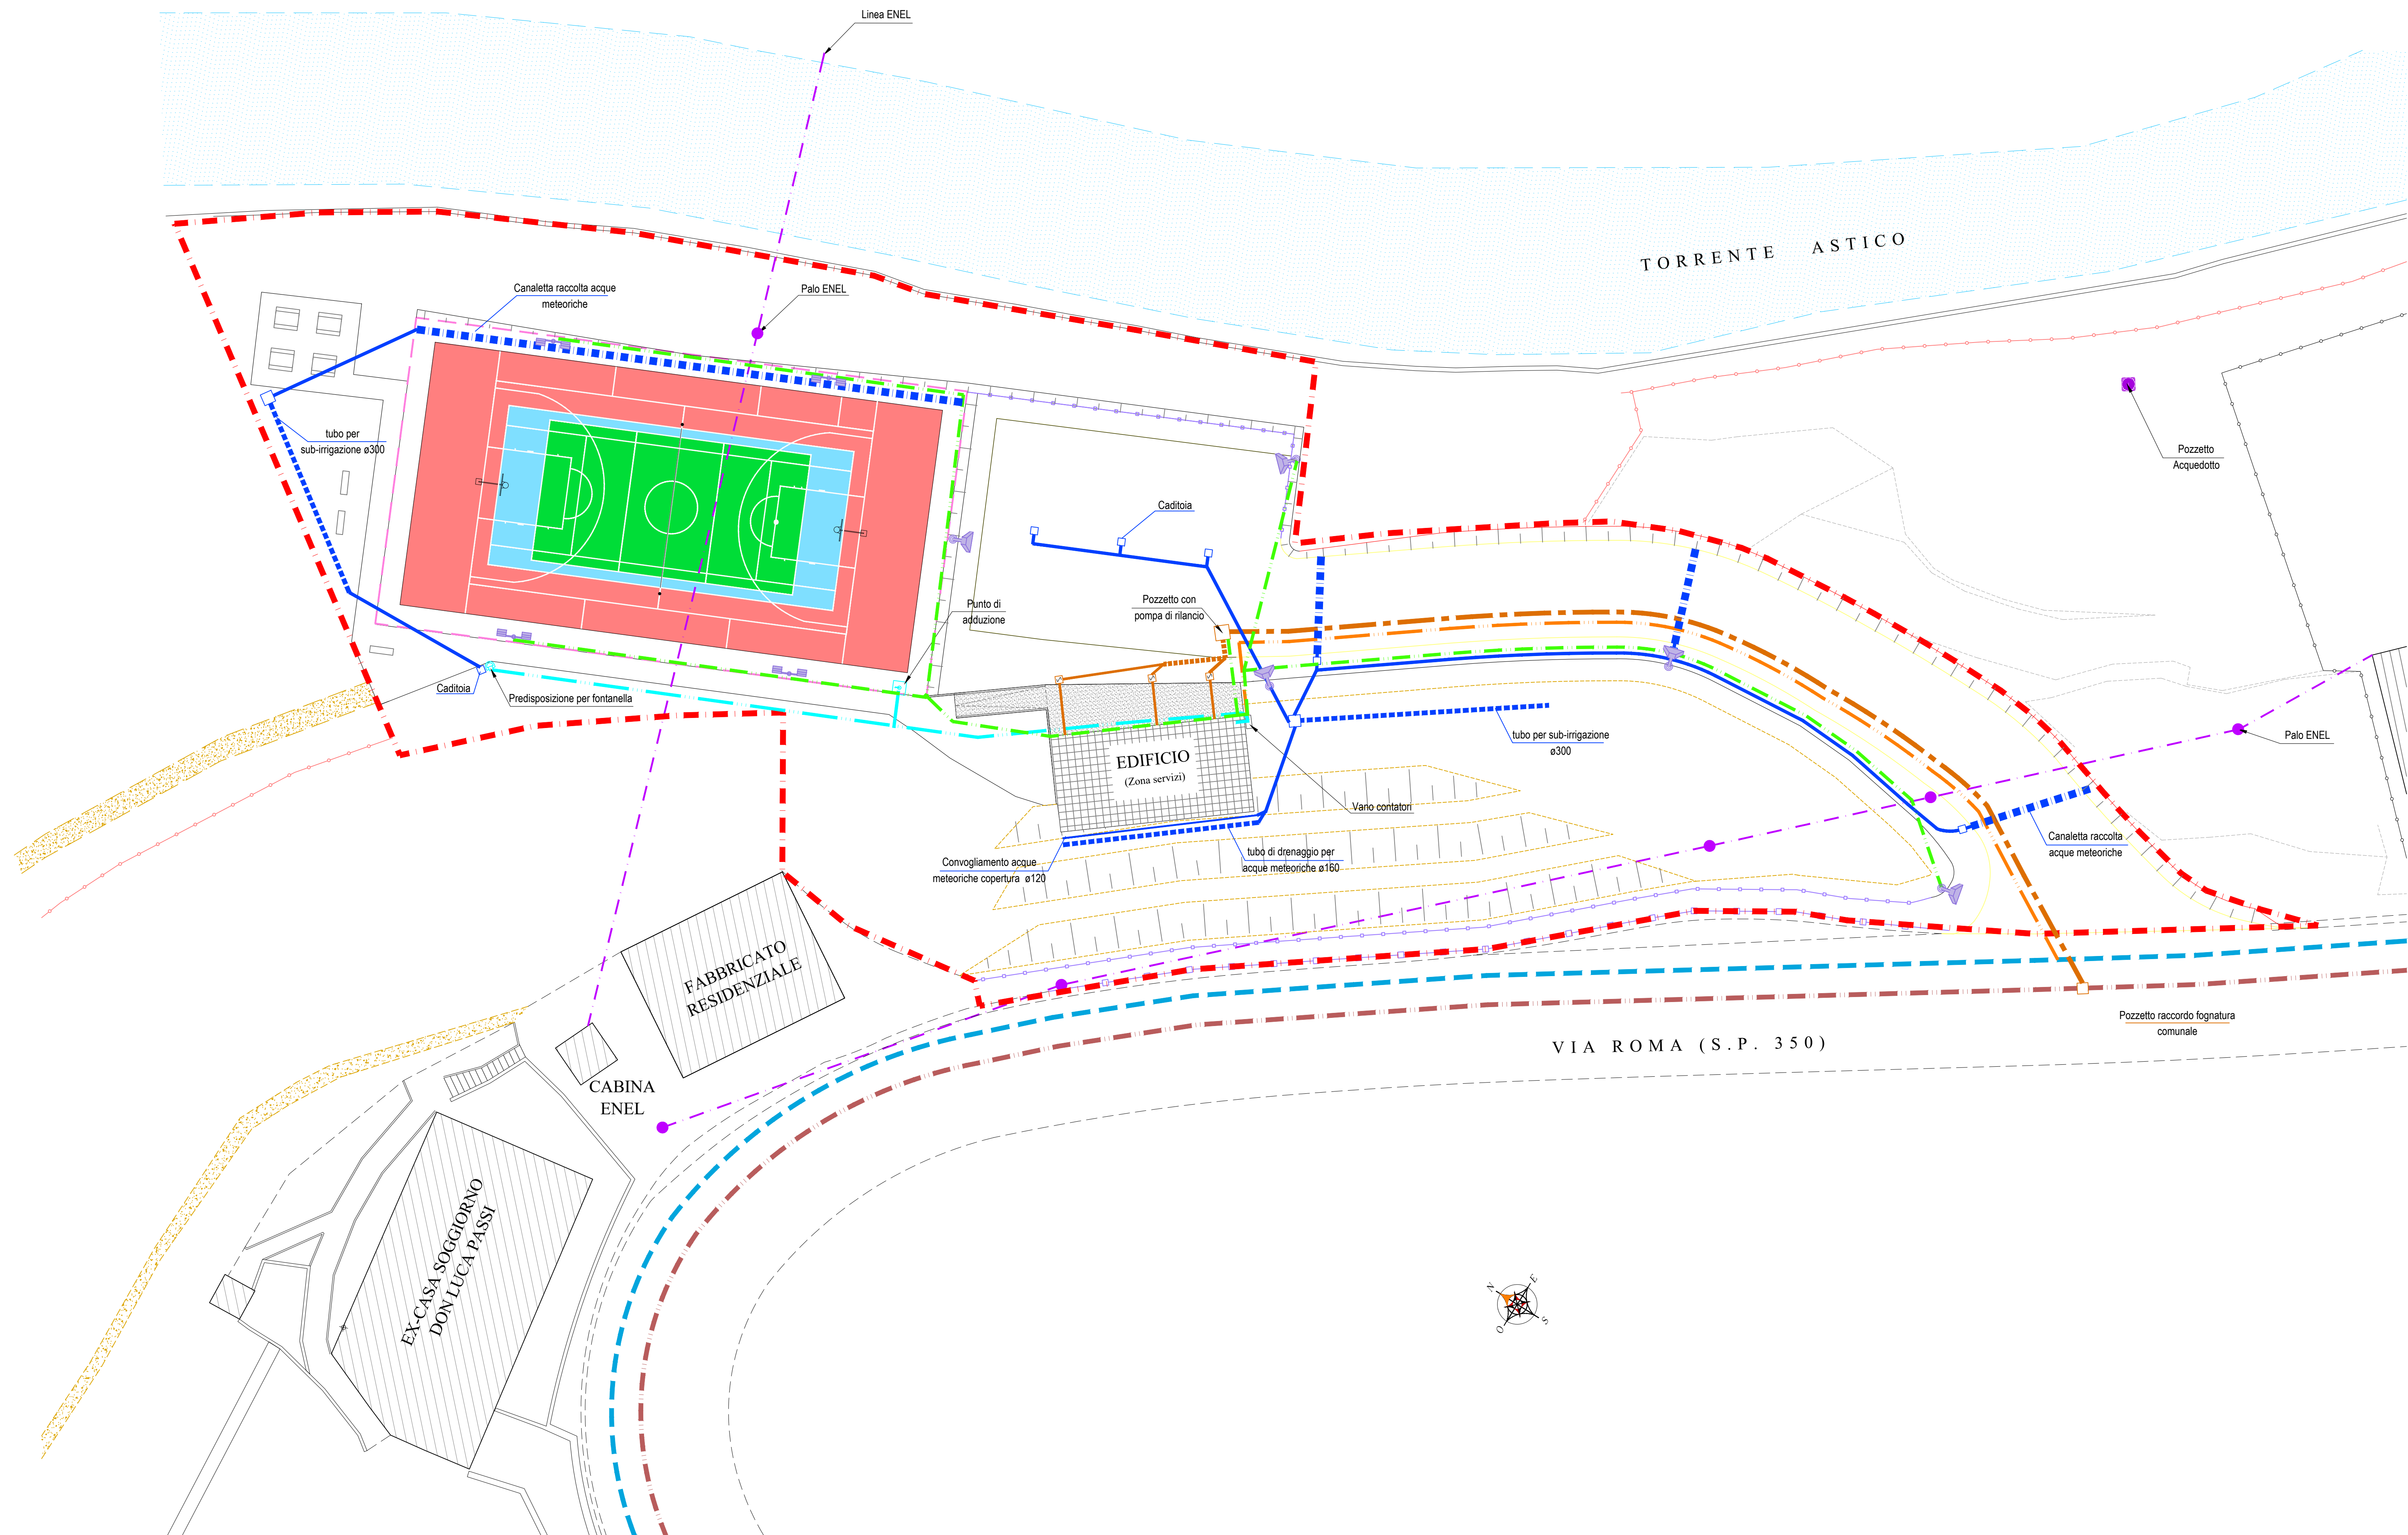 Linea ENEL
TORRENTE ASTICO
Canaletta raccolta acque
meteoriche
Palo ENEL
tubo per
sub-irrigazione ø300
Pozzetto
Acquedotto
Caditoia
Punto di
adduzione
Pozzetto con
pompa di rilancio
Caditoia
Predisposizione per fontanella
tubo per sub-irrigazione
ø300
Palo ENEL
EDIFICIO
(Zona servizi)
Vano contatori
Canaletta raccolta
acque meteoriche
Convogliamento acque
meteoriche copertura ø120
tubo di drenaggio per
acque meteoriche ø160
FABBRICATO
RESIDENZIALE
Pozzetto raccordo fognatura
comunale
VIA ROMA (S.P. 350)
CABINA
ENEL
EX-CASA SOGGIORNO
DON LUCA PASSI
N
E
O
S